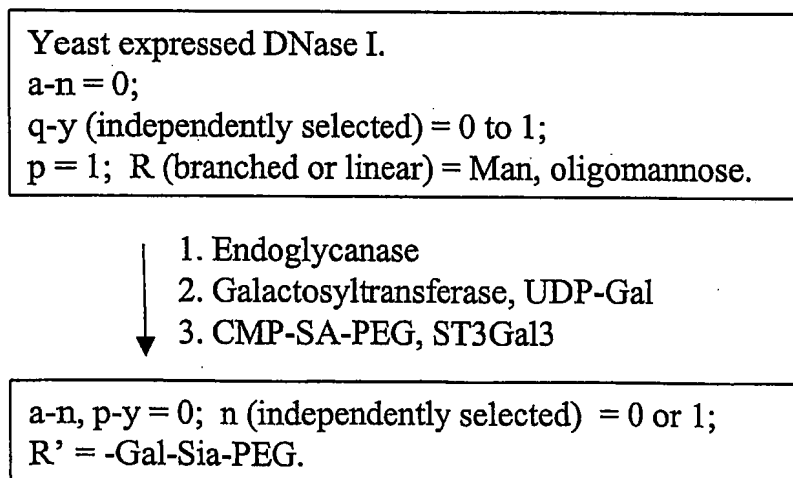 Yeast expressed DNase I.
a-n = 0;
q-y (independently selected) = 0 to 1;
p = 1; R (branched or linear) = Man, oligomannose.
1. Endoglycanase
2. Galactosyltransferase, UDP-Gal
3. CMP-SA-PEG, ST3Gal3
a-n, p-y = 0; n (independently selected) = 0 or 1;
R' = -Gal-Sia-PEG.